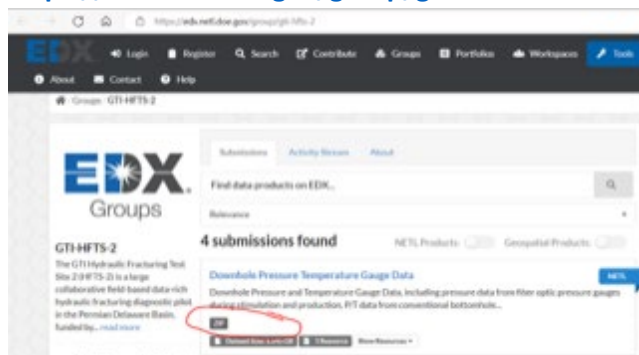 https://edx.netl.doe.gov/group/gti-hfts-2
EDX Login Register Search Contribute Groups Portfolio Workspaces Tools
About Contact Help
Groups GTI-HFTS-2
Submissions Activity Stream About
EDX.
Groups
Find data products on EDX...
Relevance
4 submissions found NETL Products Geospatial Products
GTI-HFTS-2
The GTI Hydraulic Fracturing Test
Site 2 (HFTS-2) is a large
collaborative field based data-rich
hydraulic fracturing diagnostic pilot
in the Permian Delaware Basin,
funded by... read more
Downhole Pressure Temperature Gauge Data NETL
Downhole Pressure and Temperature Gauge Data, including pressure data from fiber optic pressure gauges
during stimulation and production, P/T data from conventional bottomhole...
ZIP
1 Resource Show Resources